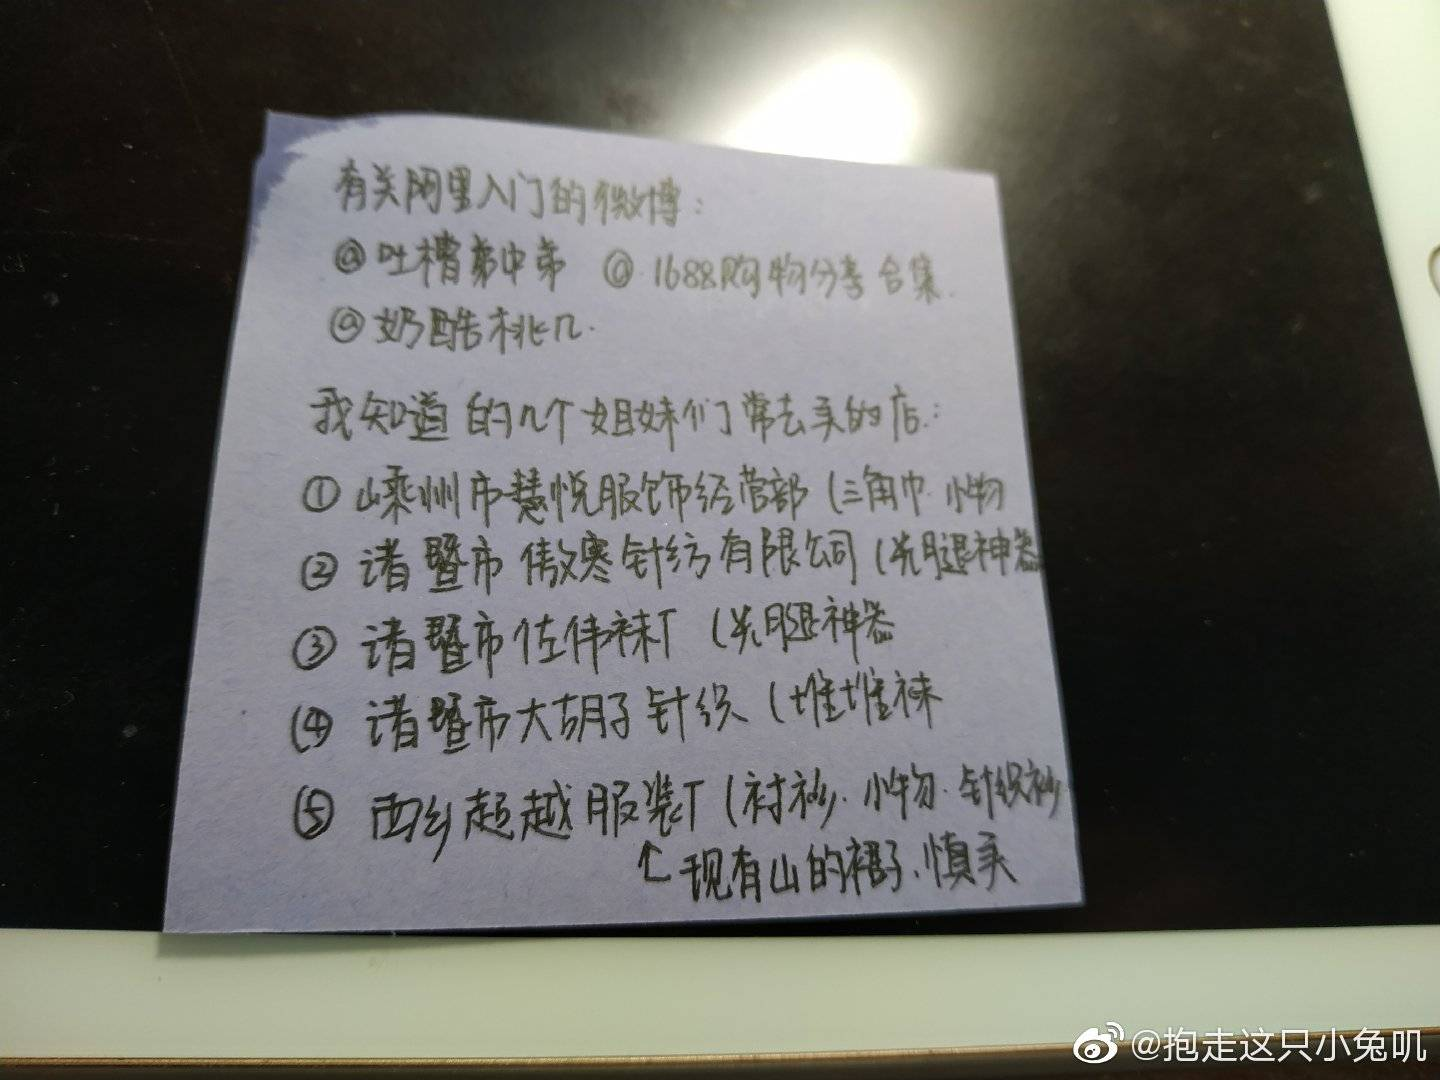 有关阿里入门的微博：
@吐槽弟中弟 @1688购物分享合集.
@奶酷桃几.
我知道的几个姐妹们常去买的店：
①嵊州市慧悦服饰经营部(三角巾.小物
②诸暨市傲寒针纺有限公司(光腿神器
③诸暨市佐伟袜厂(光腿神器
④诸暨市大胡子针织(堆堆袜
⑤西乡超越服装厂(衬衫.小物.针织衫
↑现有山的裙子.慎买
@抱走这只小兔叽